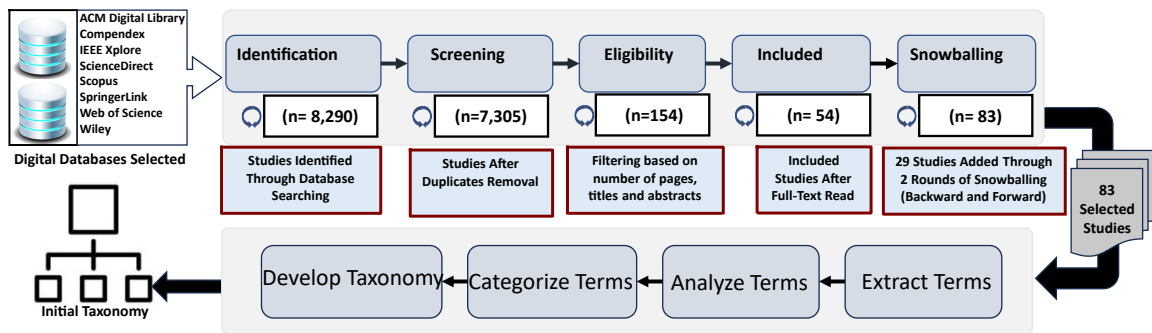 ACM Digital Library
Compendex
IEEE Xplore
ScienceDirect
Scopus
SpringerLink
Web of Science
Wiley
Digital Databases Selected
Identification
(n= 8,290)
Studies Identified
Through Database
Searching
Screening
(n=7,305)
Studies After
Duplicates Removal
Eligibility
(n=154)
Filtering based on
number of pages,
titles and abstracts
Included
(n= 54)
Included
Studies After
Full-Text Read
Snowballing
(n= 83)
29 Studies Added Through
2 Rounds of Snowballing
(Backward and Forward)
83
Selected
Studies
Extract Terms
Analyze Terms
Categorize Terms
Develop Taxonomy
Initial Taxonomy